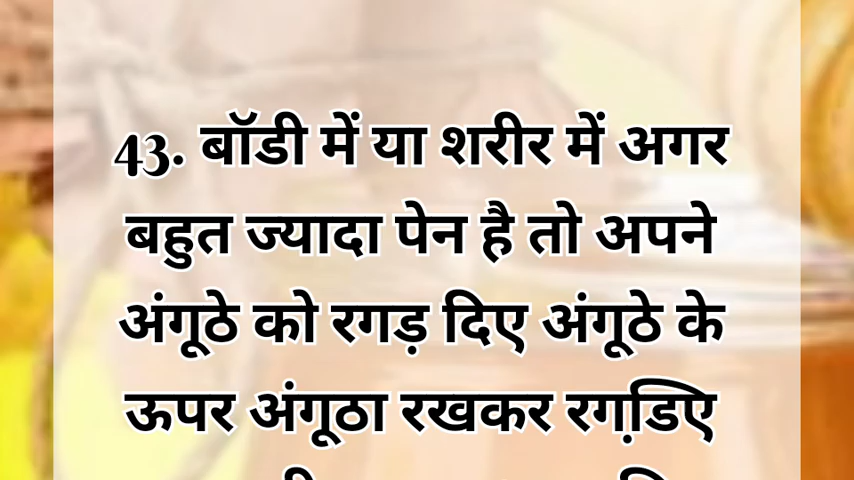 43. बॉडी में या शरीर में अगर
बहुत ज्यादा पेन है तो अपने
अंगूठे को रगड़ दिए अंगूठे के
ऊपर अंगूठा रखकर रगडि़ए